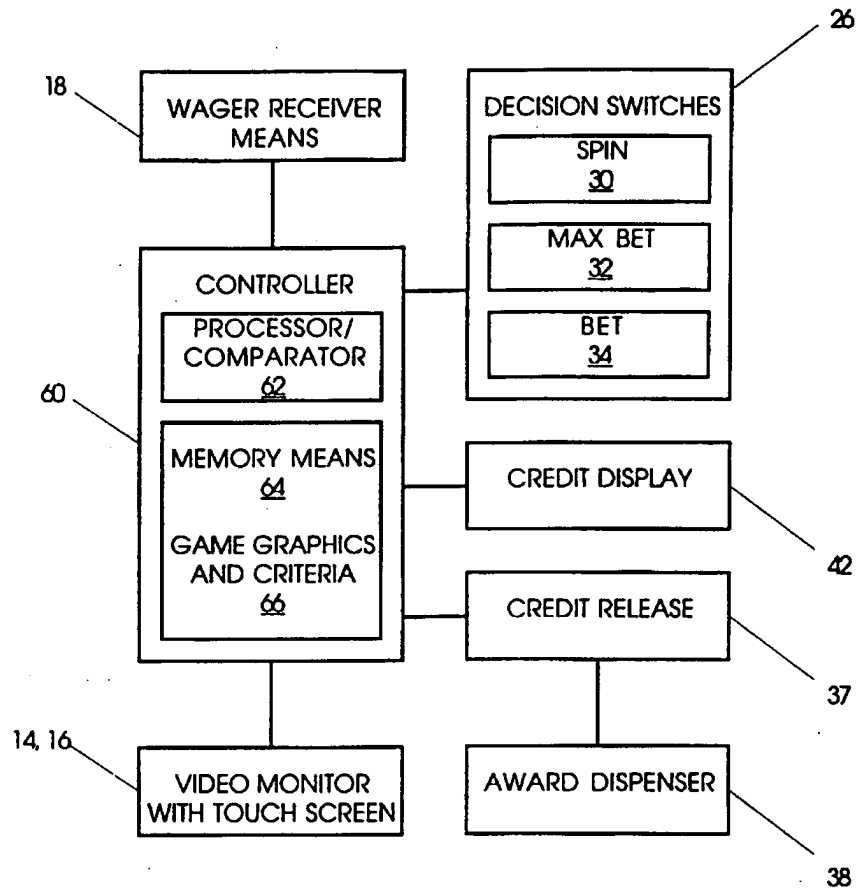 26
18
WAGER RECEIVER
MEANS
DECISION SWITCHES
SPIN
30
MAX BET
32
BET
34
CONTROLLER
PROCESSOR/
COMPARATOR
62
60
MEMORY MEANS
64
GAME GRAPHICS
AND CRITERIA
66
CREDIT DISPLAY
42
CREDIT RELEASE
37
14, 16
VIDEO MONITOR
WITH TOUCH SCREEN
AWARD DISPENSER
38